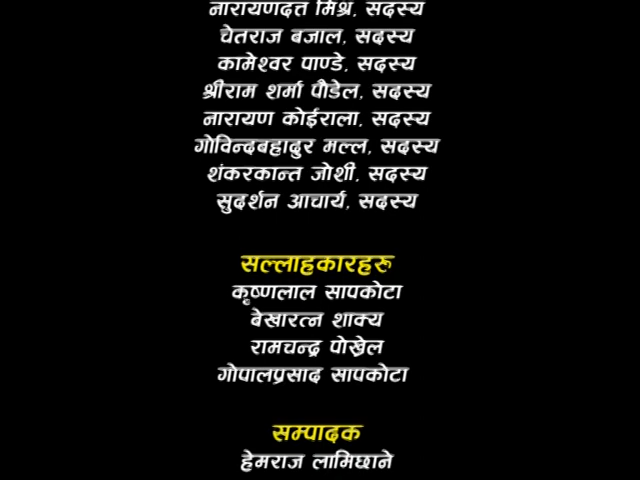 नारायणदत्त मिश्र, सदस्य
चेतराज बजाल, सदस्य
कामेश्वर पाण्डे, सदस्य
श्रीराम शर्मा पौडेल, सदस्य
नारायण कोईराला, सदस्य
गोविन्दबहादुर मल्ल, सदस्य
शंकरकान्त जोशी, सदस्य
सुदर्शन आचार्य, सदस्य
सल्लाहकारहरू
कृष्णलाल सापकोटा
बेखारत्न शाक्य
रामचन्द्र पोख्रेल
गोपालप्रसाद सापकोटा
सम्पादक
हेमराज लामिछाने